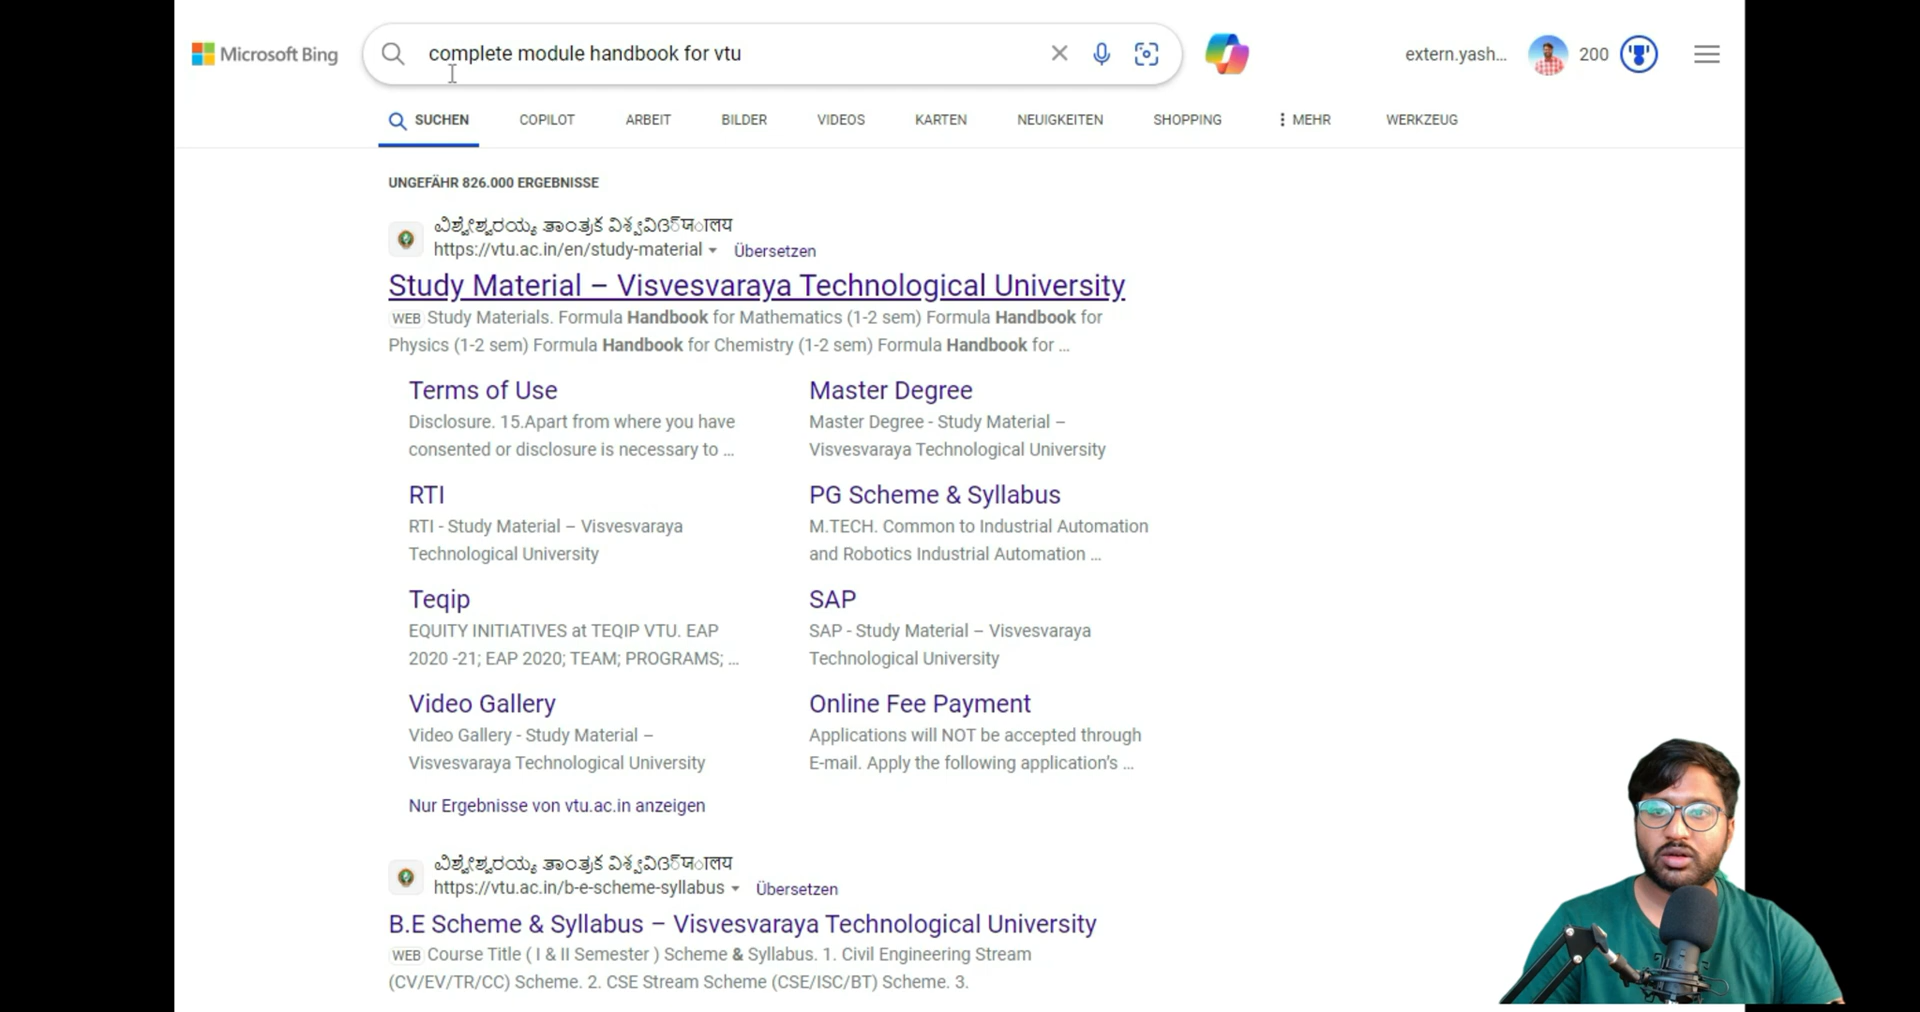 Microsoft Bing
complete module handbook for vtu
extern.yash...
200
SUCHEN
COPILOT
ARBEIT
BILDER
VIDEOS
KARTEN
NEUIGKEITEN
SHOPPING
MEHR
WERKZEUG
UNGEFÄHR 826.000 ERGEBNISSE
https://vtu.ac.in/en/study-material Übersetzen
Study Material – Visvesvaraya Technological University
WEB Study Materials. Formula Handbook for Mathematics (1-2 sem) Formula Handbook for
Physics (1-2 sem) Formula Handbook for Chemistry (1-2 sem) Formula Handbook for ...
Terms of Use
Disclosure. 15.Apart from where you have
consented or disclosure is necessary to ...
Master Degree
Master Degree - Study Material –
Visvesvaraya Technological University
RTI
RTI - Study Material – Visvesvaraya
Technological University
PG Scheme & Syllabus
M.TECH. Common to Industrial Automation
and Robotics Industrial Automation ...
Teqip
EQUITY INITIATIVES at TEQIP VTU. EAP
2020 -21; EAP 2020; TEAM; PROGRAMS; ...
SAP
SAP - Study Material – Visvesvaraya
Technological University
Video Gallery
Video Gallery - Study Material –
Visvesvaraya Technological University
Online Fee Payment
Applications will NOT be accepted through
E-mail. Apply the following application's ...
Nur Ergebnisse von vtu.ac.in anzeigen
https://vtu.ac.in/b-e-scheme-syllabus Übersetzen
B.E Scheme & Syllabus – Visvesvaraya Technological University
WEB Course Title ( I & II Semester ) Scheme & Syllabus. 1. Civil Engineering Stream
(CV/EV/TR/CC) Scheme. 2. CSE Stream Scheme (CSE/ISC/BT) Scheme. 3.